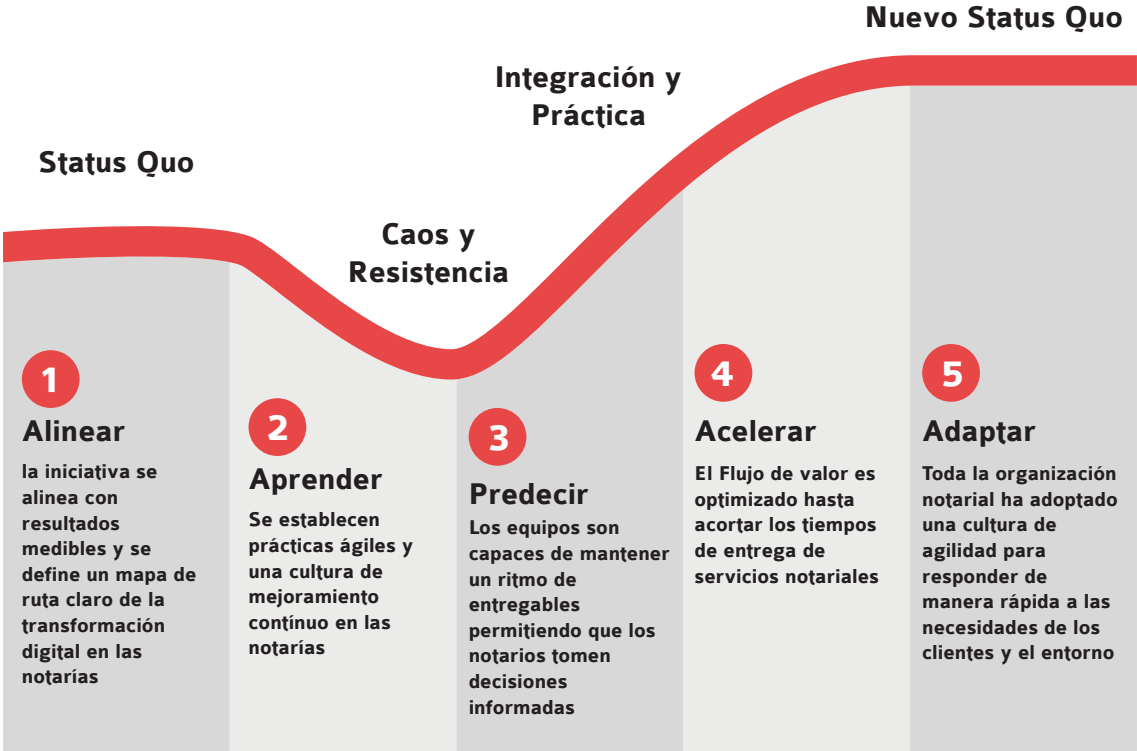 Nuevo Status Quo
Integración y
Práctica
Status Quo
Caos y
Resistencia
1
Alinear
la iniciativa se
alinea con
resultados
medibles y se
define un mapa de
ruta claro de la
transformación
digital en las
notarías
2
Aprender
Se establecen
prácticas ágiles y
una cultura de
mejoramiento
contínuo en las
notarías
3
Predecir
Los equipos son
capaces de mantener
un ritmo de
entregables
permitiendo que los
notarios tomen
decisiones
informadas
4
Acelerar
El Flujo de valor es
optimizado hasta
acortar los tiempos
de entrega de
servicios notariales
5
Adaptar
Toda la organización
notarial ha adoptado
una cultura de
agilidad para
responder de
manera rápida a las
necesidades de los
clientes y el entorno